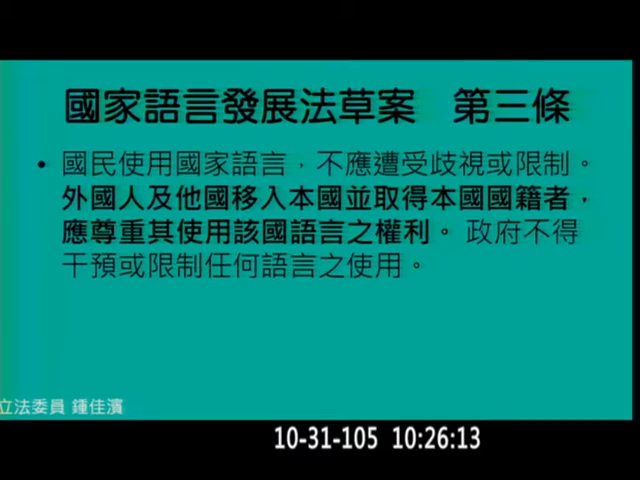 國家語言發展法草案　第三條
• 國民使用國家語言，不應遭受歧視或限制。
外國人及他國移入本國並取得本國國籍者，
應尊重其使用該國語言之權利。政府不得
干預或限制任何語言之使用。
立法委員 鍾佳濱
10-31-105 10:26:13